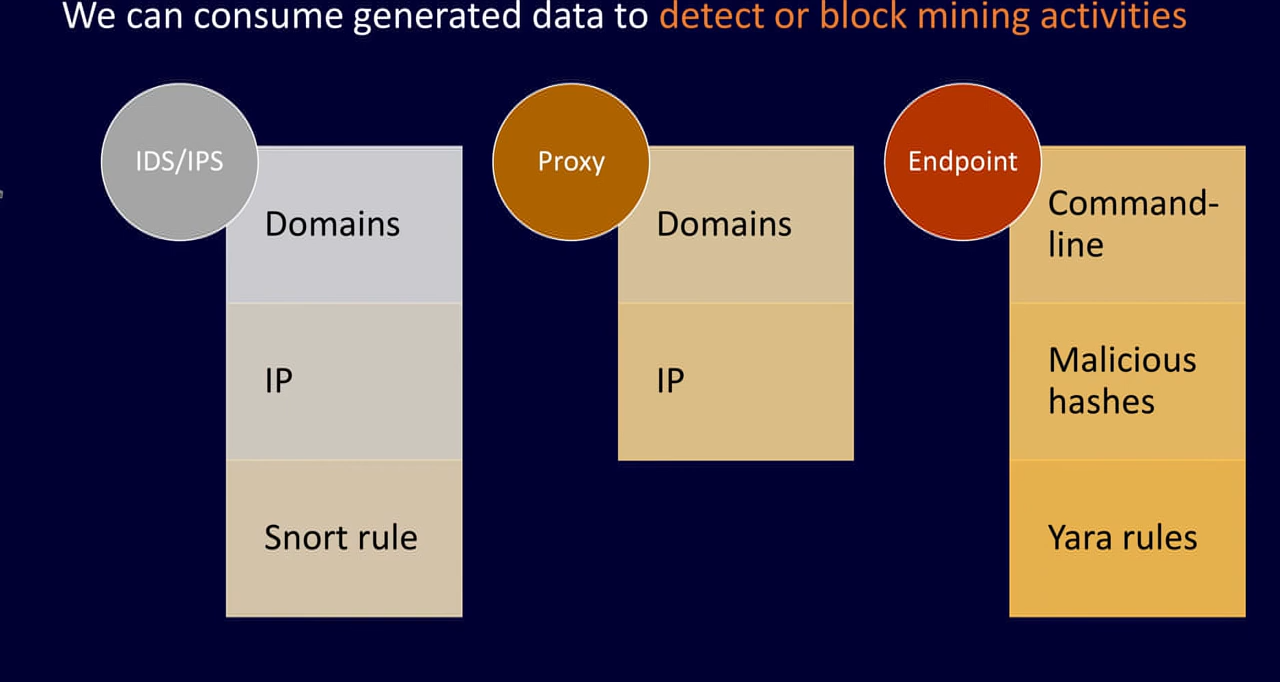 We can consume generated data to detect or block mining activities
IDS/IPS
Domains
IP
Snort rule
Proxy
Domains
IP
Endpoint
Command-
line
Malicious
hashes
Yara rules